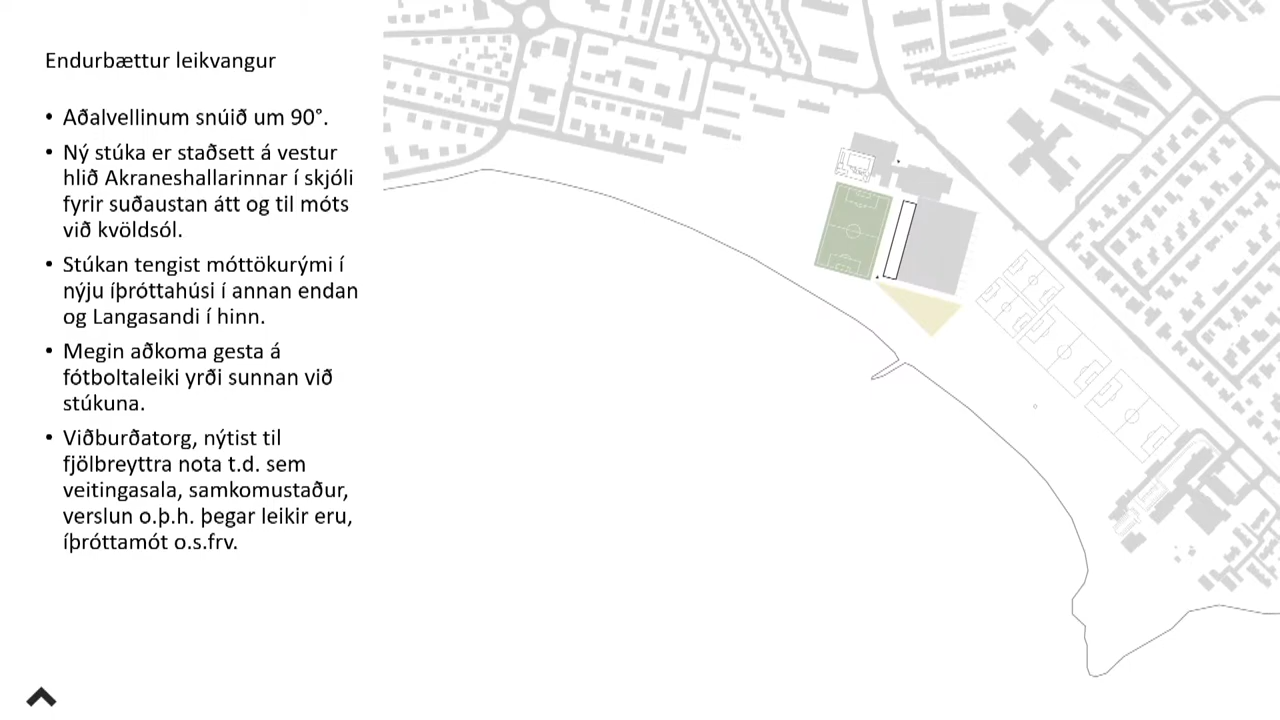 Endurbættur leikvangur
• Aðalvellinum snúið um 90°.
• Ný stúka er staðsett á vestur
hlið Akraneshallarinnar í skjóli
fyrir suðaustan átt og til móts
við kvöldsól.
• Stúkan tengist móttökurými í
nýju íþróttahúsi í annan endan
og Langasandi í hinn.
• Megin aðkoma gesta á
fótboltaleiki yrði sunnan við
stúkuna.
• Viðburðatorg, nýtist til
fjölbreyttra nota t.d. sem
veitingasala, samkomustaður,
verslun o.þ.h. þegar leikir eru,
íþróttamót o.s.frv.